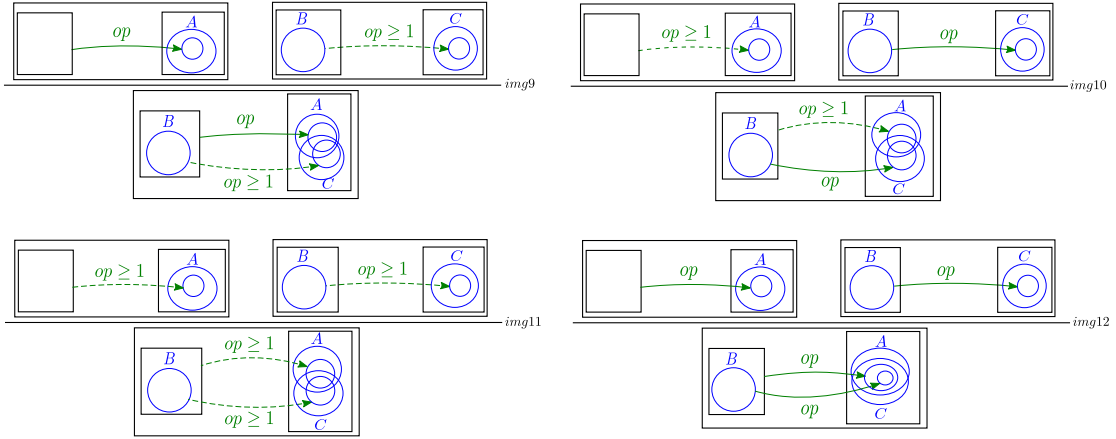 op A B op ≥ 1 C
img9
B op A
op ≥ 1 C
op ≥ 1 A B op C
img10
B op ≥ 1 A
op C
op ≥ 1 A B op ≥ 1 C
img11
B op ≥ 1 A
op ≥ 1 C
op A B op C
img12
B op A
op C